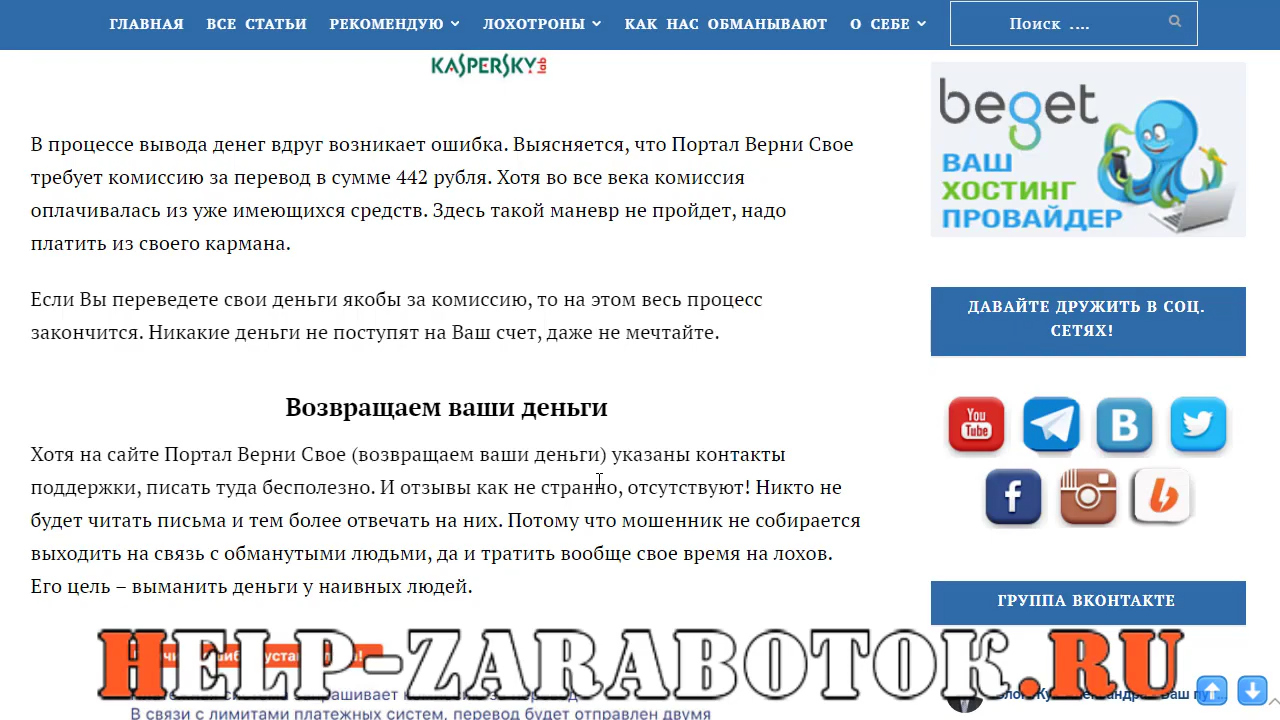 ГЛАВНАЯ ВСЕ СТАТЬИ РЕКОМЕНДУЮ ЛОХОТРОНЫ КАК НАС ОБМАНЫВАЮТ О СЕБЕ Поиск ....
KASPERSKY lab
В процессе вывода денег вдруг возникает ошибка. Выясняется, что Портал Верни Свое
требует комиссию за перевод в сумме 442 рубля. Хотя во все века комиссия
оплачивалась из уже имеющихся средств. Здесь такой маневр не пройдет, надо
платить из своего кармана.
Если Вы переведете свои деньги якобы за комиссию, то на этом весь процесс
закончится. Никакие деньги не поступят на Ваш счет, даже не мечтайте.
Возвращаем ваши деньги
Хотя на сайте Портал Верни Свое (возвращаем ваши деньги) указаны контакты
поддержки, писать туда бесполезно. И отзывы как не странно, отсутствуют! Никто не
будет читать письма и тем более отвечать на них. Потому что мошенник не собирается
выходить на связь с обманутыми людьми, да и тратить вообще свое время на лохов.
Его цель – выманить деньги у наивных людей.
В связи с лимитами платежных систем, перевод будет отправлен двумя
beget
ВАШ
ХОСТИНГ
ПРОВАЙДЕР
ДАВАЙТЕ ДРУЖИТЬ В СОЦ.
СЕТЯХ!
You
Tube
ГРУППА ВКОНТАКТЕ
HELP-ZARABOTOK.RU